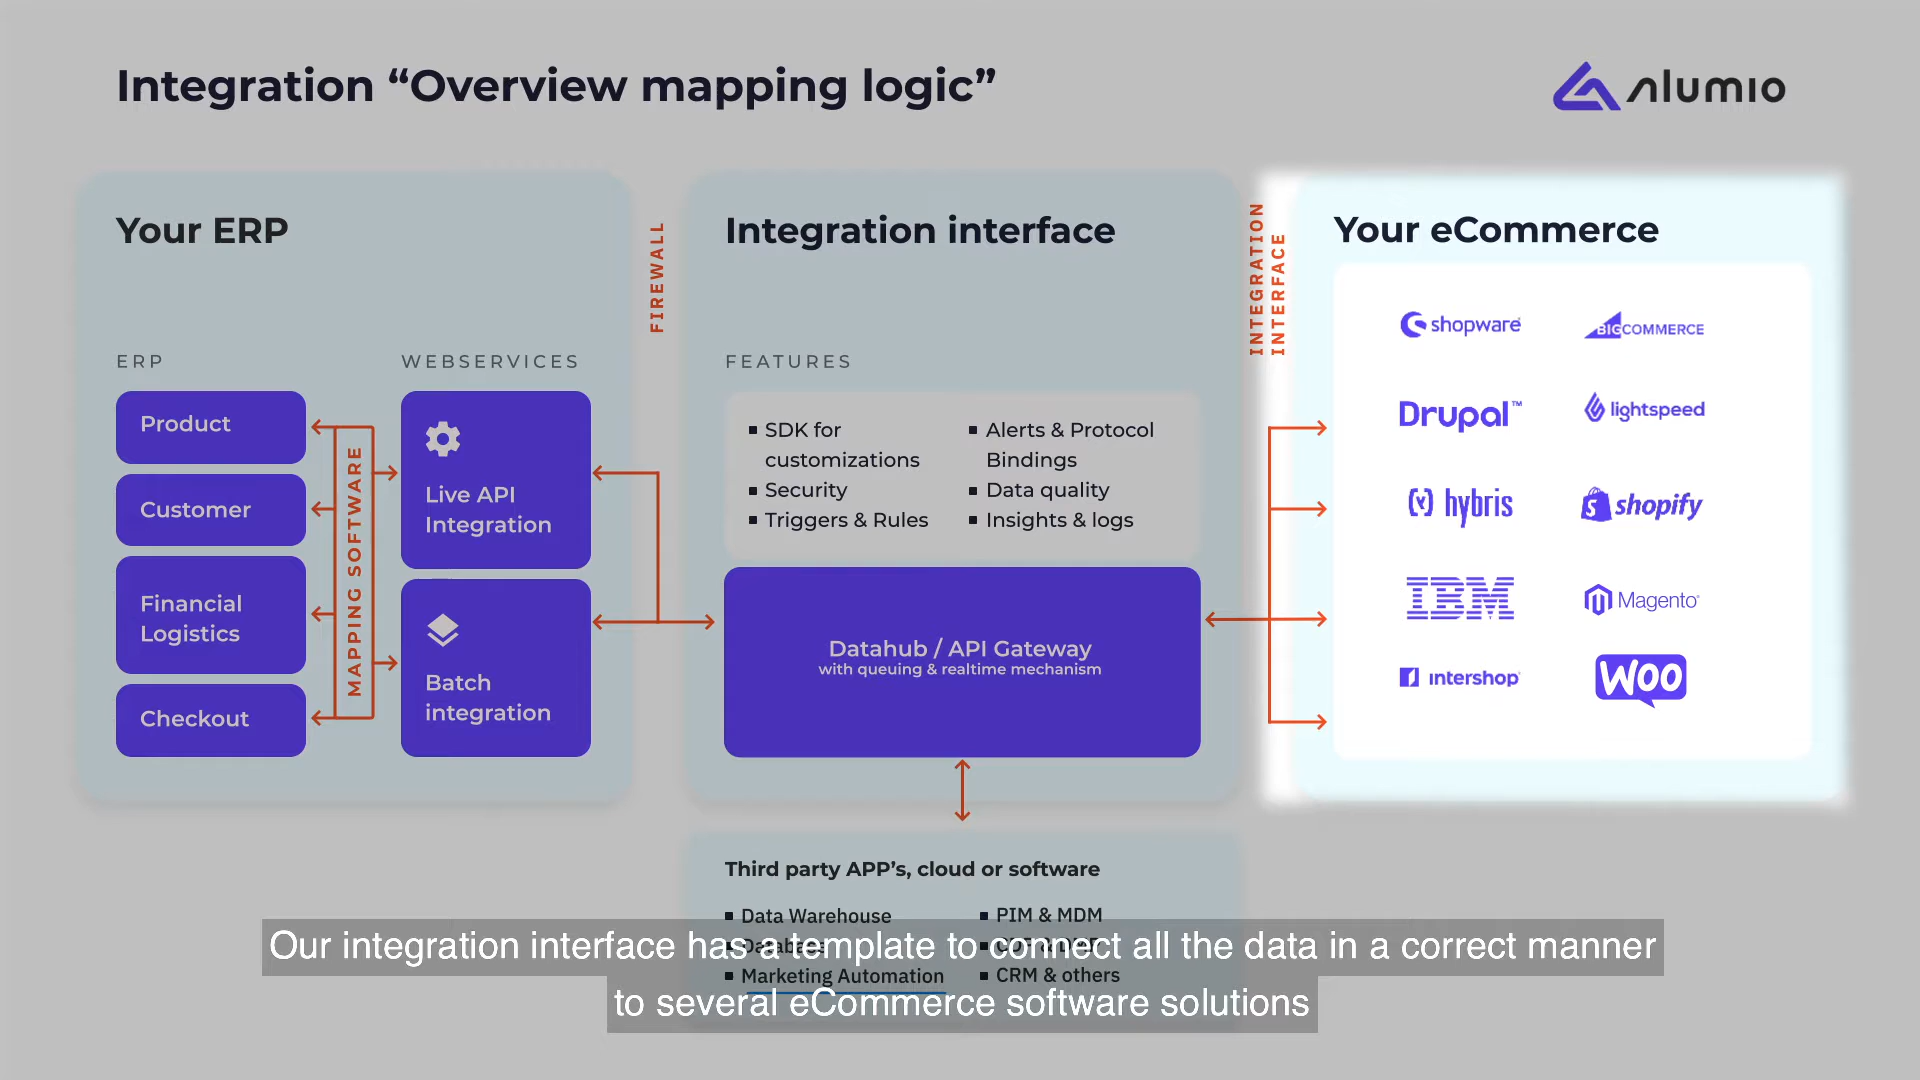 Integration “Overview mapping logic”
alumio
Your ERP
ERP
Product
Customer
Financial
Logistics
Checkout
MAPPING SOFTWARE
WEBSERVICES
Live API
Integration
Batch
integration
FIREWALL
Integration interface
FEATURES
SDK for
customizations
Security
Triggers & Rules
Alerts & Protocol
Bindings
Data quality
Insights & logs
Datahub / API Gateway
with queuing & realtime mechanism
INTEGRATION
INTERFACE
Your eCommerce
shopware
BIGCOMMERCE
Drupal™
lightspeed
hybris
shopify
IBM
Magento®
intershop®
WOO
Third party APP’s, cloud or software
Data Warehouse
Marketing Automation
PIM & MDM
CRM & others
Our integration interface has a template to connect all the data in a correct manner
to several eCommerce software solutions